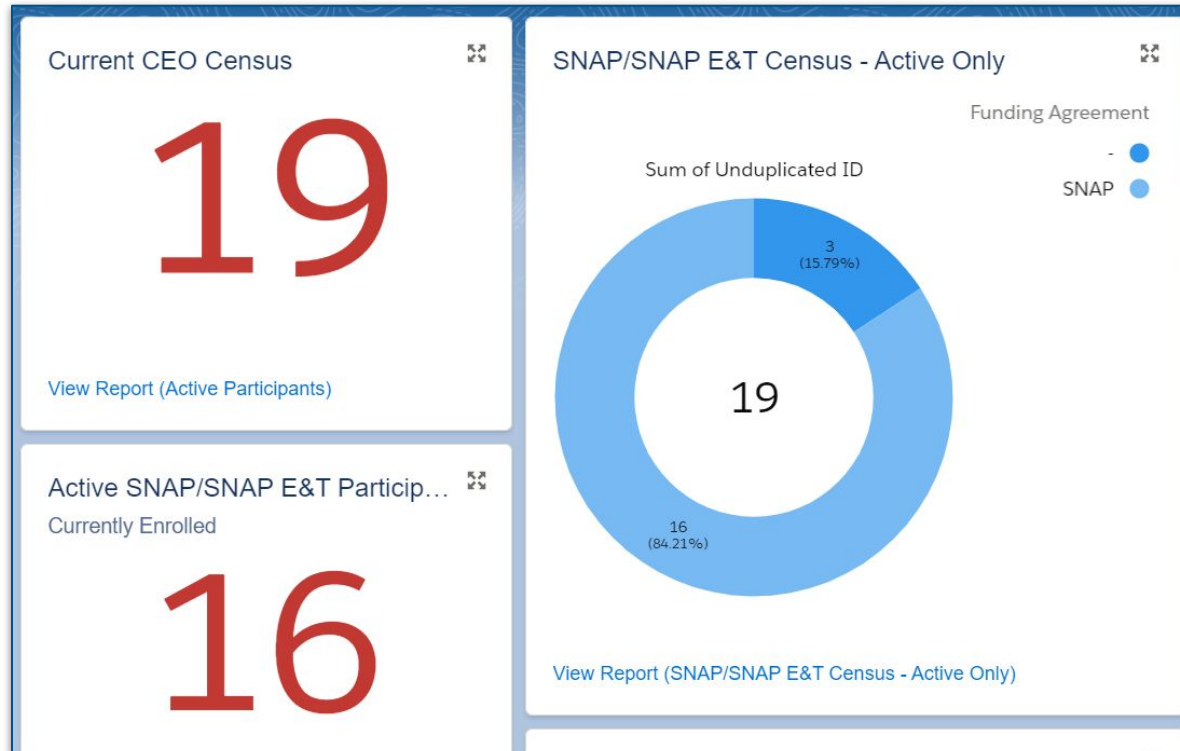 Current CEO Census
19
View Report (Active Participants)
Active SNAP/SNAP E&T Particip...
Currently Enrolled
16
SNAP/SNAP E&T Census - Active Only
Funding Agreement
-
SNAP
Sum of Unduplicated ID
3
(15.79%)
19
16
(84.21%)
View Report (SNAP/SNAP E&T Census - Active Only)